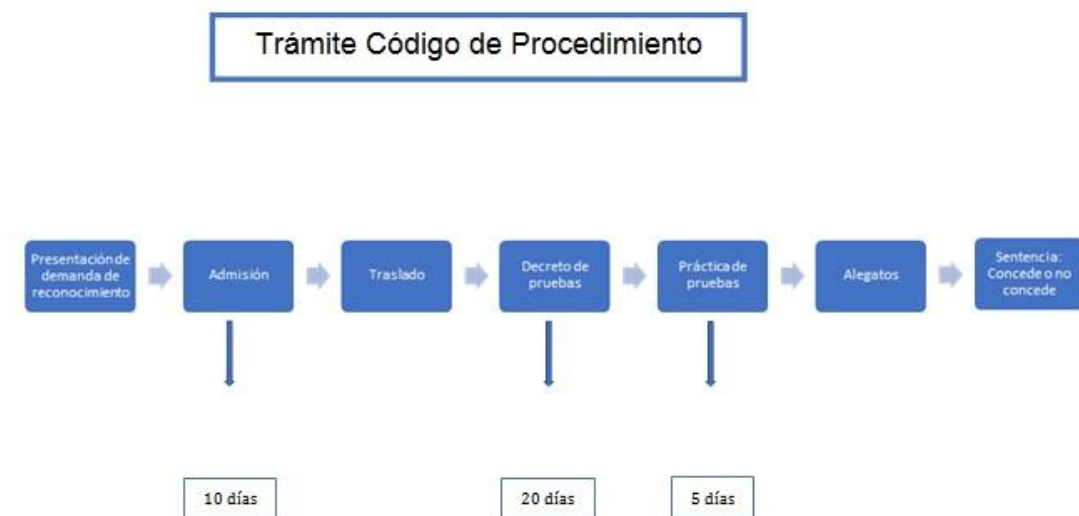 Trámite Código de Procedimiento
Presentación de
demanda de
reconocimiento
Admisión
Traslado
Decreto de
pruebas
Práctica de
pruebas
Alegatos
Sentencia:
Concede o no
concede
10 días
20 días
5 días